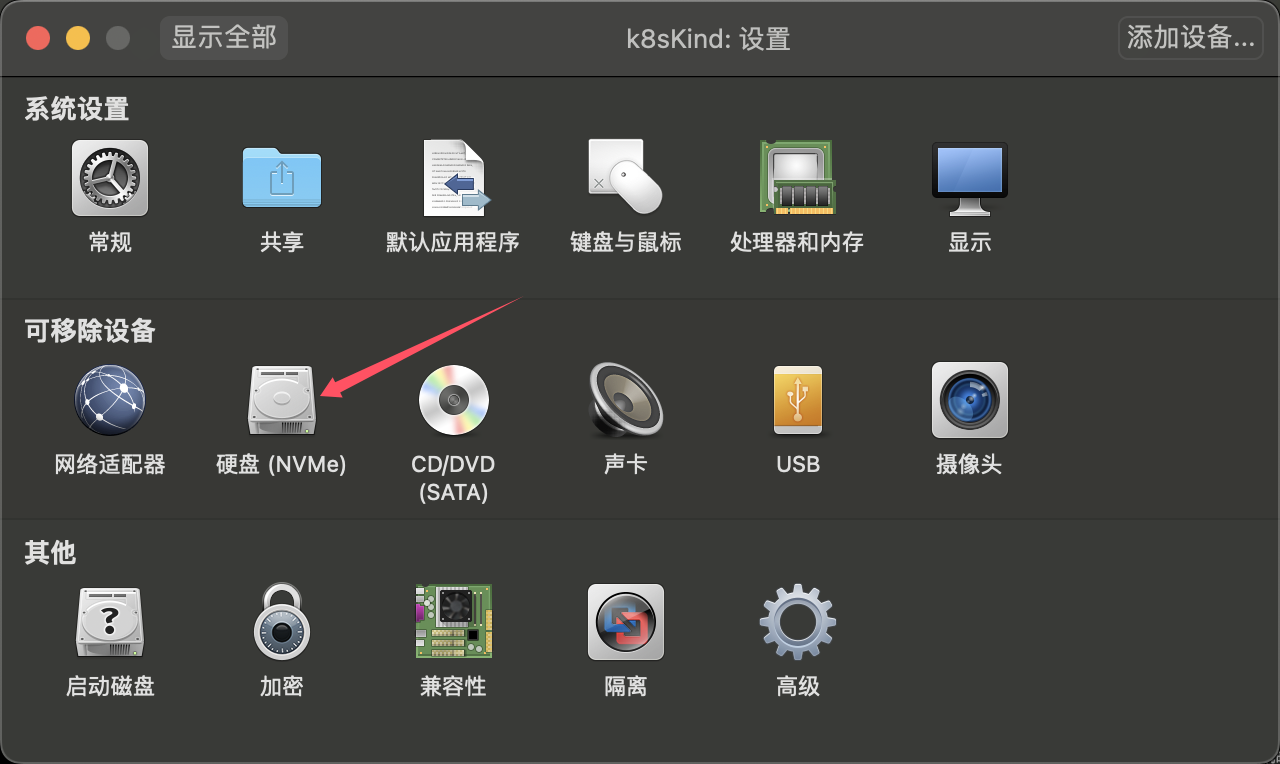 显示全部
k8sKind: 设置
添加设备...
系统设置
常规
共享
默认应用程序
键盘与鼠标
处理器和内存
显示
可移除设备
网络适配器
硬盘 (NVMe)
CD/DVD
(SATA)
声卡
USB
摄像头
其他
?
启动磁盘
加密
兼容性
隔离
高级